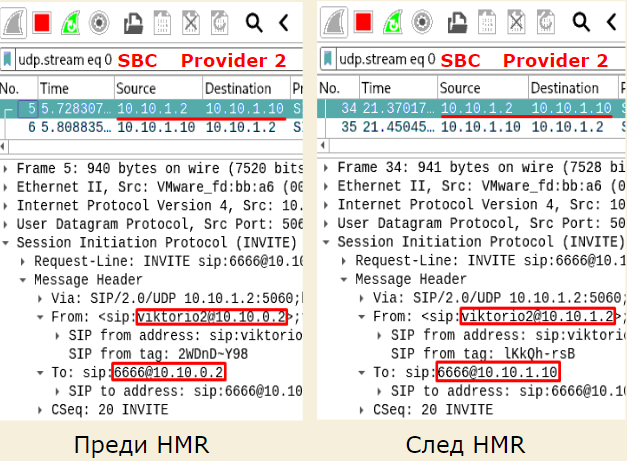 udp.stream eq 0 SBC Provider 2
No. Time Source Destination Pr
5 5.728307… 10.10.1.2 10.10.1.10 S
6 5.808835… 10.10.1.10 10.10.1.2 S
Frame 5: 940 bytes on wire (7520 bits
Ethernet II, Src: VMware_fd:bb:a6 (00
Internet Protocol Version 4, Src: 10.
User Datagram Protocol, Src Port: 506
Session Initiation Protocol (INVITE)
Request-Line: INVITE sip:6666@10.10
Message Header
Via: SIP/2.0/UDP 10.10.1.2:5060;
From: <sip:viktorio2@10.10.0.2>;
SIP from address: sip:viktorio
SIP from tag: 2WDnD~Y98
To: sip:6666@10.10.0.2
SIP to address: sip:6666@10.10
CSeq: 20 INVITE
Преди HMR
udp.stream eq 0 SBC Provider 2
No. Time Source Destination P
34 21.37017… 10.10.1.2 10.10.1.10 S
35 21.45045… 10.10.1.10 10.10.1.2 S
Frame 34: 941 bytes on wire (7528 bi
Ethernet II, Src: VMware_fd:bb:a6 (0
Internet Protocol Version 4, Src: 10
User Datagram Protocol, Src Port: 50
Session Initiation Protocol (INVITE)
Request-Line: INVITE sip:6666@10.1
Message Header
Via: SIP/2.0/UDP 10.10.1.2:5060;
From: <sip:viktorio2@10.10.1.2>;
SIP from address: sip:viktori
SIP from tag: lKkQh-rsB
To: sip:6666@10.10.1.10
SIP to address: sip:6666@10.1
CSeq: 20 INVITE
След HMR